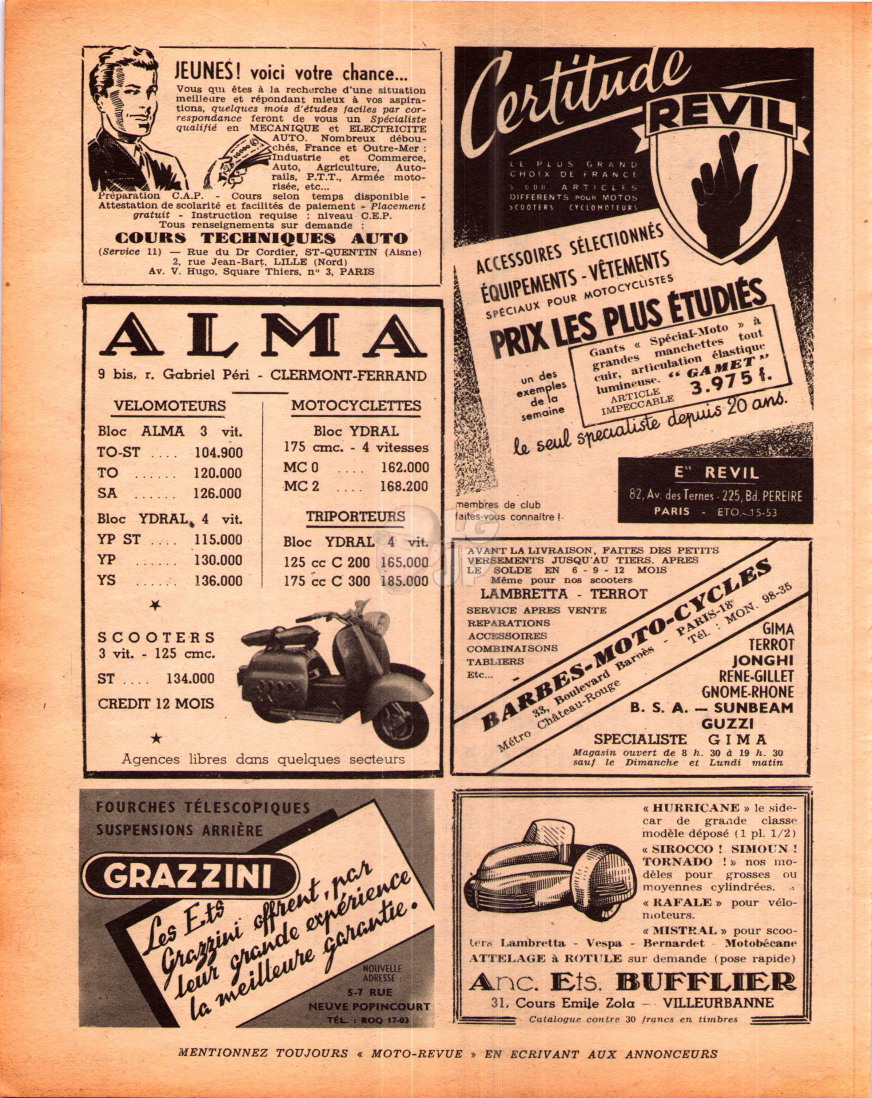 JEUNES! voici votre chance...
Vous qui êtes à la recherche d'une situation
meilleure et répondant mieux à vos aspira-
tions, quelques mois d'études faciles par cor-
respondance feront de vous un Spécialiste
qualifié en MECANIQUE et ELECTRICITE
AUTO. Nombreux débou-
chés, France et Outre-Mer :
Industrie et Commerce,
Auto, Agriculture, Auto-
rails, P.T.T., Armée moto-
risée, etc...
Préparation C.A.P. - Cours selon temps disponible -
Attestation de scolarité et facilités de paiement - Placement
gratuit - Instruction requise : niveau C.E.P.
Tous renseignements sur demande :
COURS TECHNIQUES AUTO
(Service 11) — Rue du Dr Cordier, ST-QUENTIN (Aisne)
2, rue Jean-Bart, LILLE (Nord)
Av. V. Hugo, Square Thiers, n° 3, PARIS
Certitude
REVIL
LE PLUS GRAND
CHOIX DE FRANCE
5.000 ARTICLES
DIFFÉRENTS POUR MOTOS
SCOOTERS CYCLOMOTEURS
ACCESSOIRES SÉLECTIONNÉS
ÉQUIPEMENTS - VÊTEMENTS
SPÉCIAUX POUR MOTOCYCLISTES
PRIX LES PLUS ÉTUDIÉS
un des
exemples
de la
semaine
Gants « Spécial-Moto » à
grandes manchettes tout
cuir, articulation élastique
lumineuse. "GAMET"
ARTICLE
IMPECCABLE 3.975 f.
le seul specialiste depuis 20 ans.
membres de club
faites-vous connaître !
Ets REVIL
82, Av. des Ternes - 225, Bd. PEREIRE
PARIS - ETO. 15-53
ALMA
9 bis, r. Gabriel Péri - CLERMONT-FERRAND
VELOMOTEURS
Bloc ALMA 3 vit.
TO-ST .... 104.900
TO ...... 120.000
SA ...... 126.000
Bloc YDRAL 4 vit.
YP ST .... 115.000
YP ...... 130.000
YS ...... 136.000
MOTOCYCLETTES
Bloc YDRAL
175 cmc. - 4 vitesses
MC 0 .... 162.000
MC 2 .... 168.200
TRIPORTEURS
Bloc YDRAL 4 vit.
125 cc C 200 165.000
175 cc C 300 185.000
SCOOTERS
3 vit. - 125 cmc.
ST .... 134.000
CREDIT 12 MOIS
Agences libres dans quelques secteurs
AVANT LA LIVRAISON, FAITES DES PETITS
VERSEMENTS JUSQU'AU TIERS. APRES
LE SOLDE EN 6 - 9 - 12 MOIS
Même pour nos scooters
LAMBRETTA - TERROT
SERVICE APRES VENTE
REPARATIONS
ACCESSOIRES
COMBINAISONS
TABLIERS
Etc...
BARBES-MOTO-CYCLES
33, Boulevard Barbès - PARIS-18e
Métro Château-Rouge Tél. : MON. 98-35
GIMA
TERROT
JONGHI
RENE-GILLET
GNOME-RHONE
B. S. A. — SUNBEAM
GUZZI
SPECIALISTE GIMA
Magasin ouvert de 8 h. 30 à 19 h. 30
sauf le Dimanche et Lundi matin
FOURCHES TÉLESCOPIQUES
SUSPENSIONS ARRIÈRE
GRAZZINI
Les Ets
Grazzini offrent, par
leur grande expérience
la meilleure garantie.
NOUVELLE
ADRESSE
5-7 RUE
NEUVE POPINCOURT
TÉL. : ROQ 17-03
« HURRICANE » le side-
car de grande classe
modèle déposé (1 pl. 1/2)
« SIROCCO ! SIMOUN !
TORNADO ! » nos mo-
dèles pour grosses ou
moyennes cylindrées.
« RAFALE » pour vélo-
moteurs.
« MISTRAL » pour scoo-
ters Lambretta - Vespa - Bernardet - Motobécane
ATTELAGE à ROTULE sur demande (pose rapide)
Anc. Ets. BUFFLIER
31, Cours Emile Zola — VILLEURBANNE
Catalogue contre 30 francs en timbres
MENTIONNEZ TOUJOURS « MOTO-REVUE » EN ECRIVANT AUX ANNONCEURS